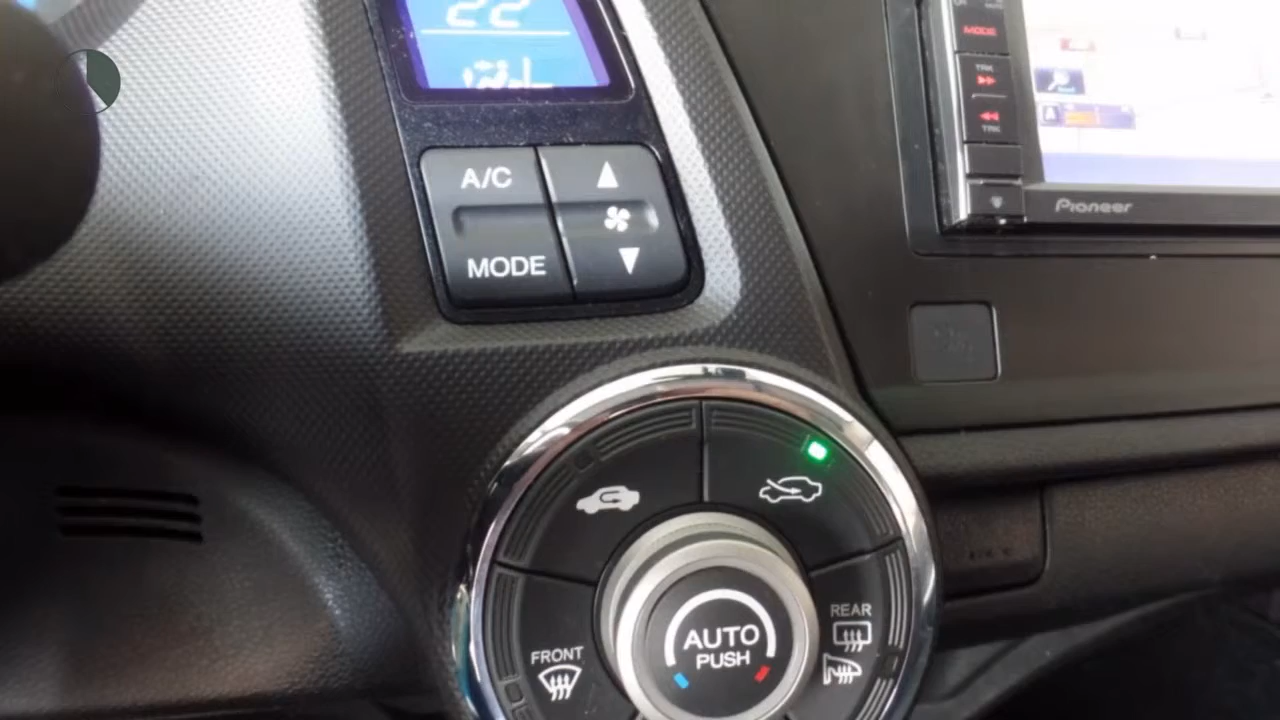 22
MODE
TRK
TRK
Pioneer
A/C
MODE
AUTO
PUSH
REAR
FRONT